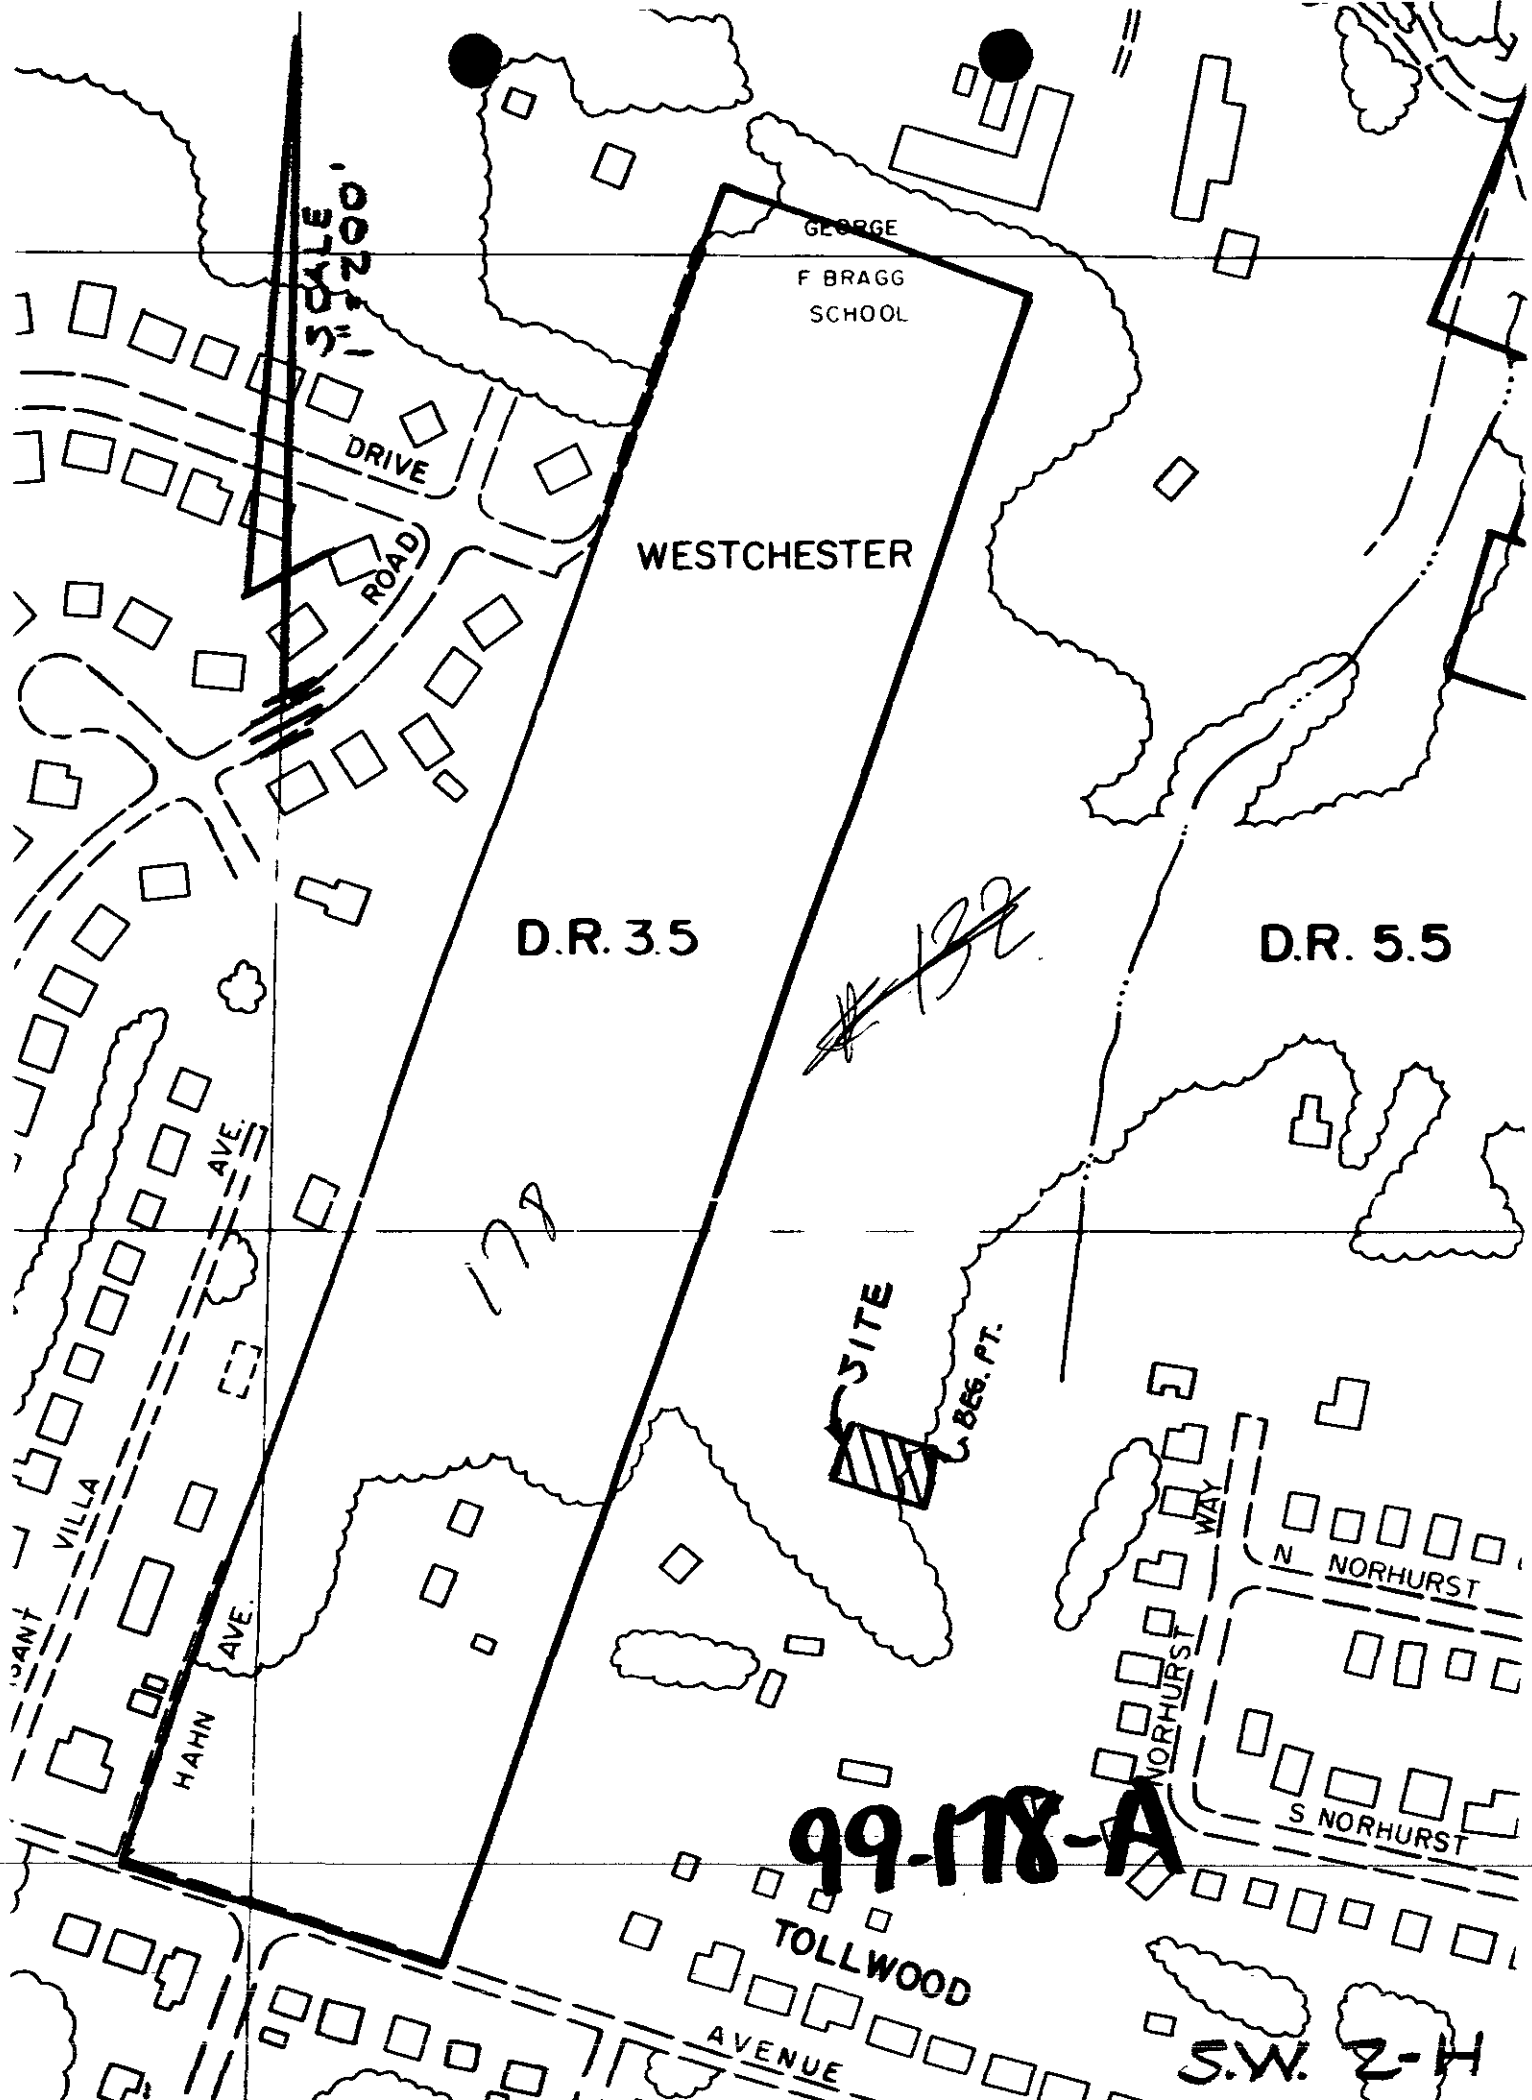 SCALE
1"=200'
GEORGE
F BRAGG
SCHOOL
DRIVE
ROAD
WESTCHESTER
D.R. 3.5
# 132
D.R. 5.5
AVE.
178
SITE
BEG. PT.
VILLA
WAY
N NORHURST
AVE.
HAHN
NORHURST
S NORHURST
99-178-A
TOLLWOOD
AVENUE
S.W. 2-H